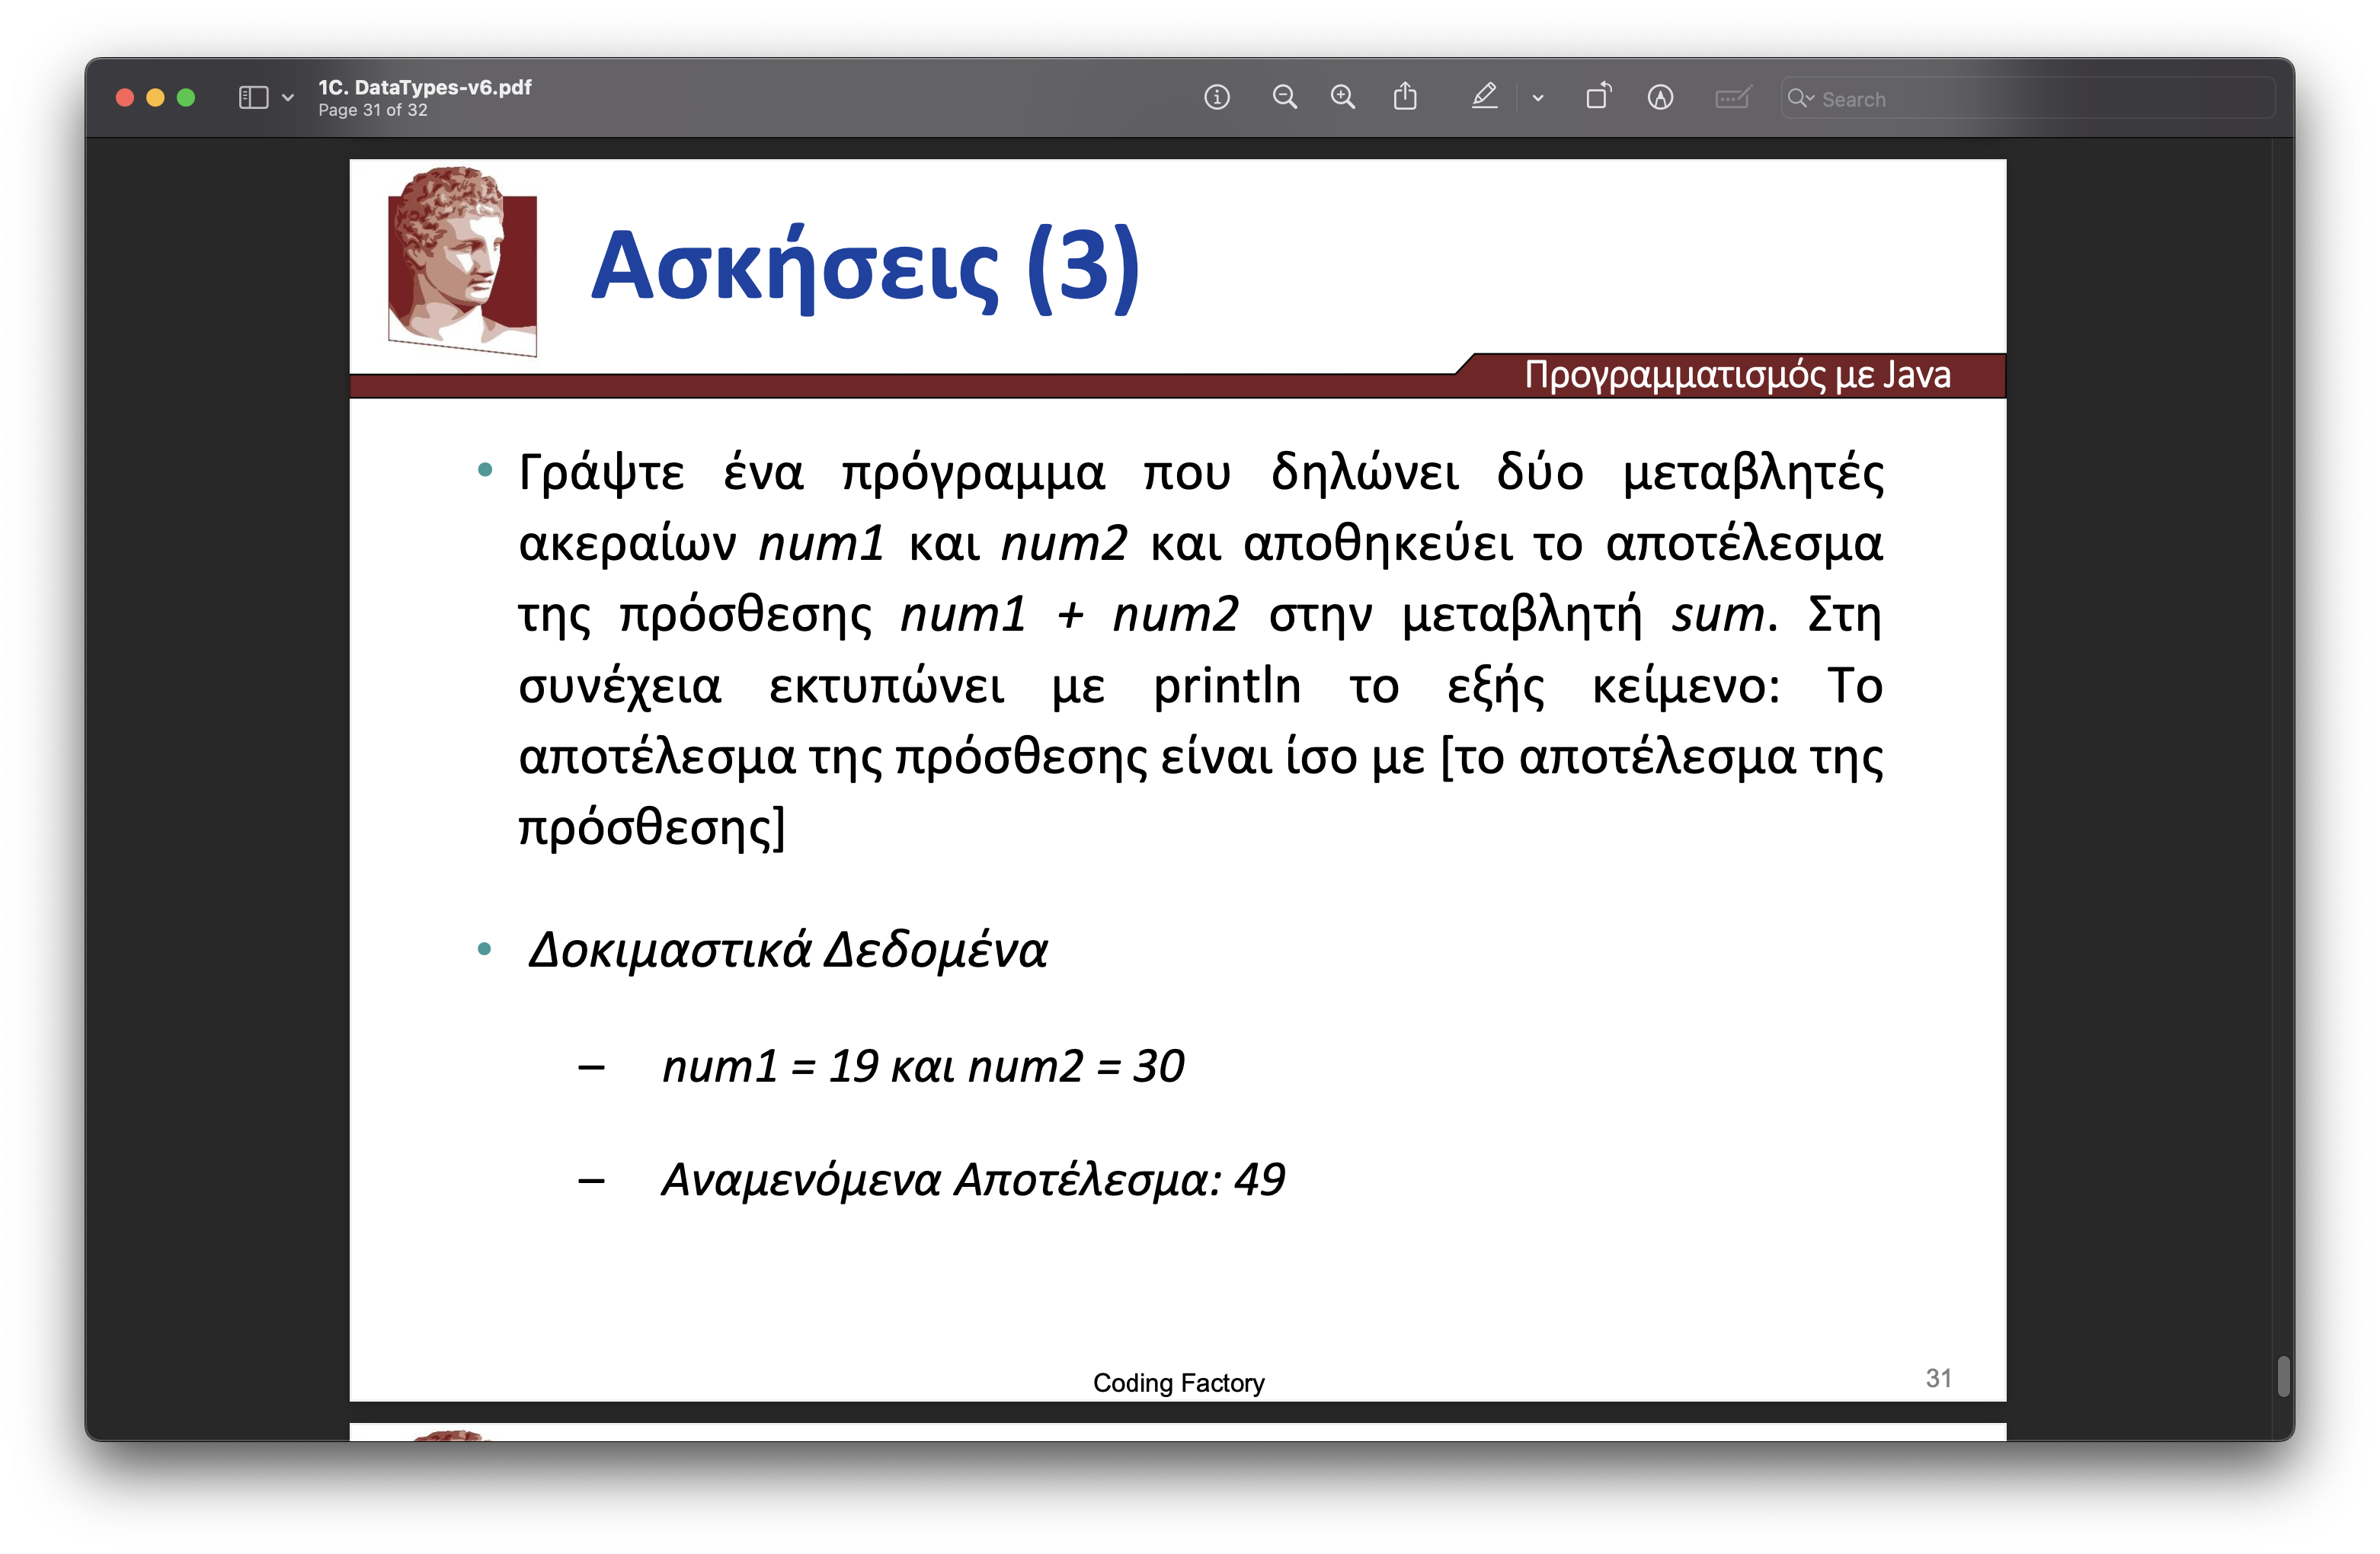 1C. DataTypes-v6.pdf
Page 31 of 32
Search
Ασκήσεις (3)
Προγραμματισμός με Java
• Γράψτε ένα πρόγραμμα που δηλώνει δύο μεταβλητές
ακεραίων num1 και num2 και αποθηκεύει το αποτέλεσμα
της πρόσθεσης num1 + num2 στην μεταβλητή sum. Στη
συνέχεια εκτυπώνει με println το εξής κείμενο: Το
αποτέλεσμα της πρόσθεσης είναι ίσο με [το αποτέλεσμα της
πρόσθεσης]
• Δοκιμαστικά Δεδομένα
– num1 = 19 και num2 = 30
– Αναμενόμενα Αποτέλεσμα: 49
Coding Factory
31